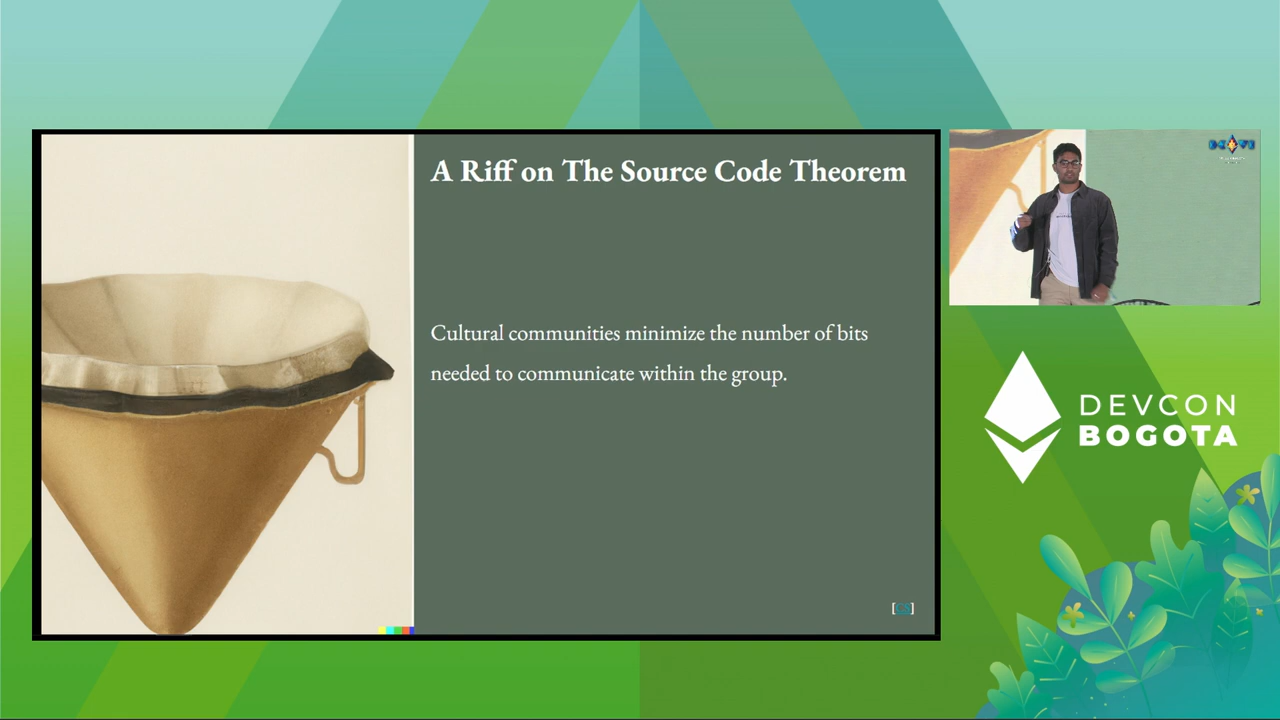 A Riff on The Source Code Theorem
Cultural communities minimize the number of bits
needed to communicate within the group.
DEVCON
BOGOTA